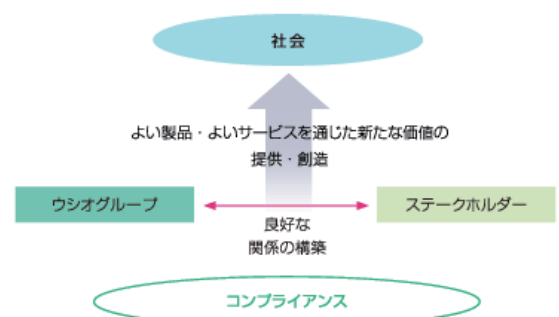 社会
よい製品・よいサービスを通じた新たな価値の
提供・創造
ウシオグループ
ステークホルダー
良好な
関係の構築
コンプライアンス